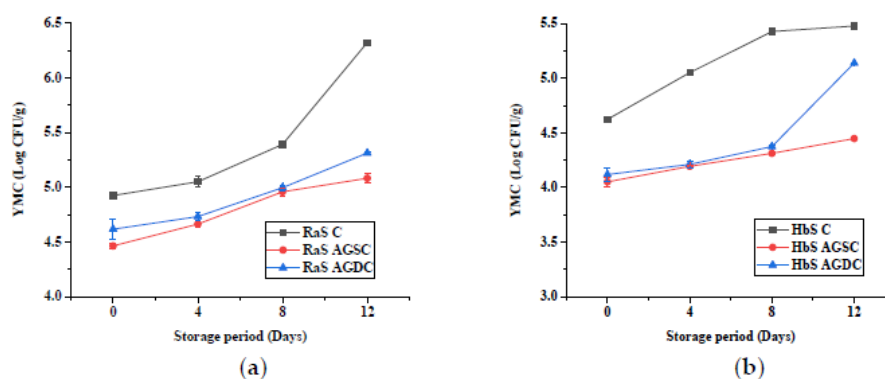 6.5
6.0
5.5
5.0
4.5
4.0
YMC (Log CFU/g)
RaS C
RaS AGSC
RaS AGDC
0 4 8 12
Storage period (Days)
(a)
5.5
5.0
4.5
4.0
3.5
3.0
YMC (Log CFU/g)
HbS C
HbS AGSC
HbS AGDC
0 4 8 12
Storage period (Days)
(b)